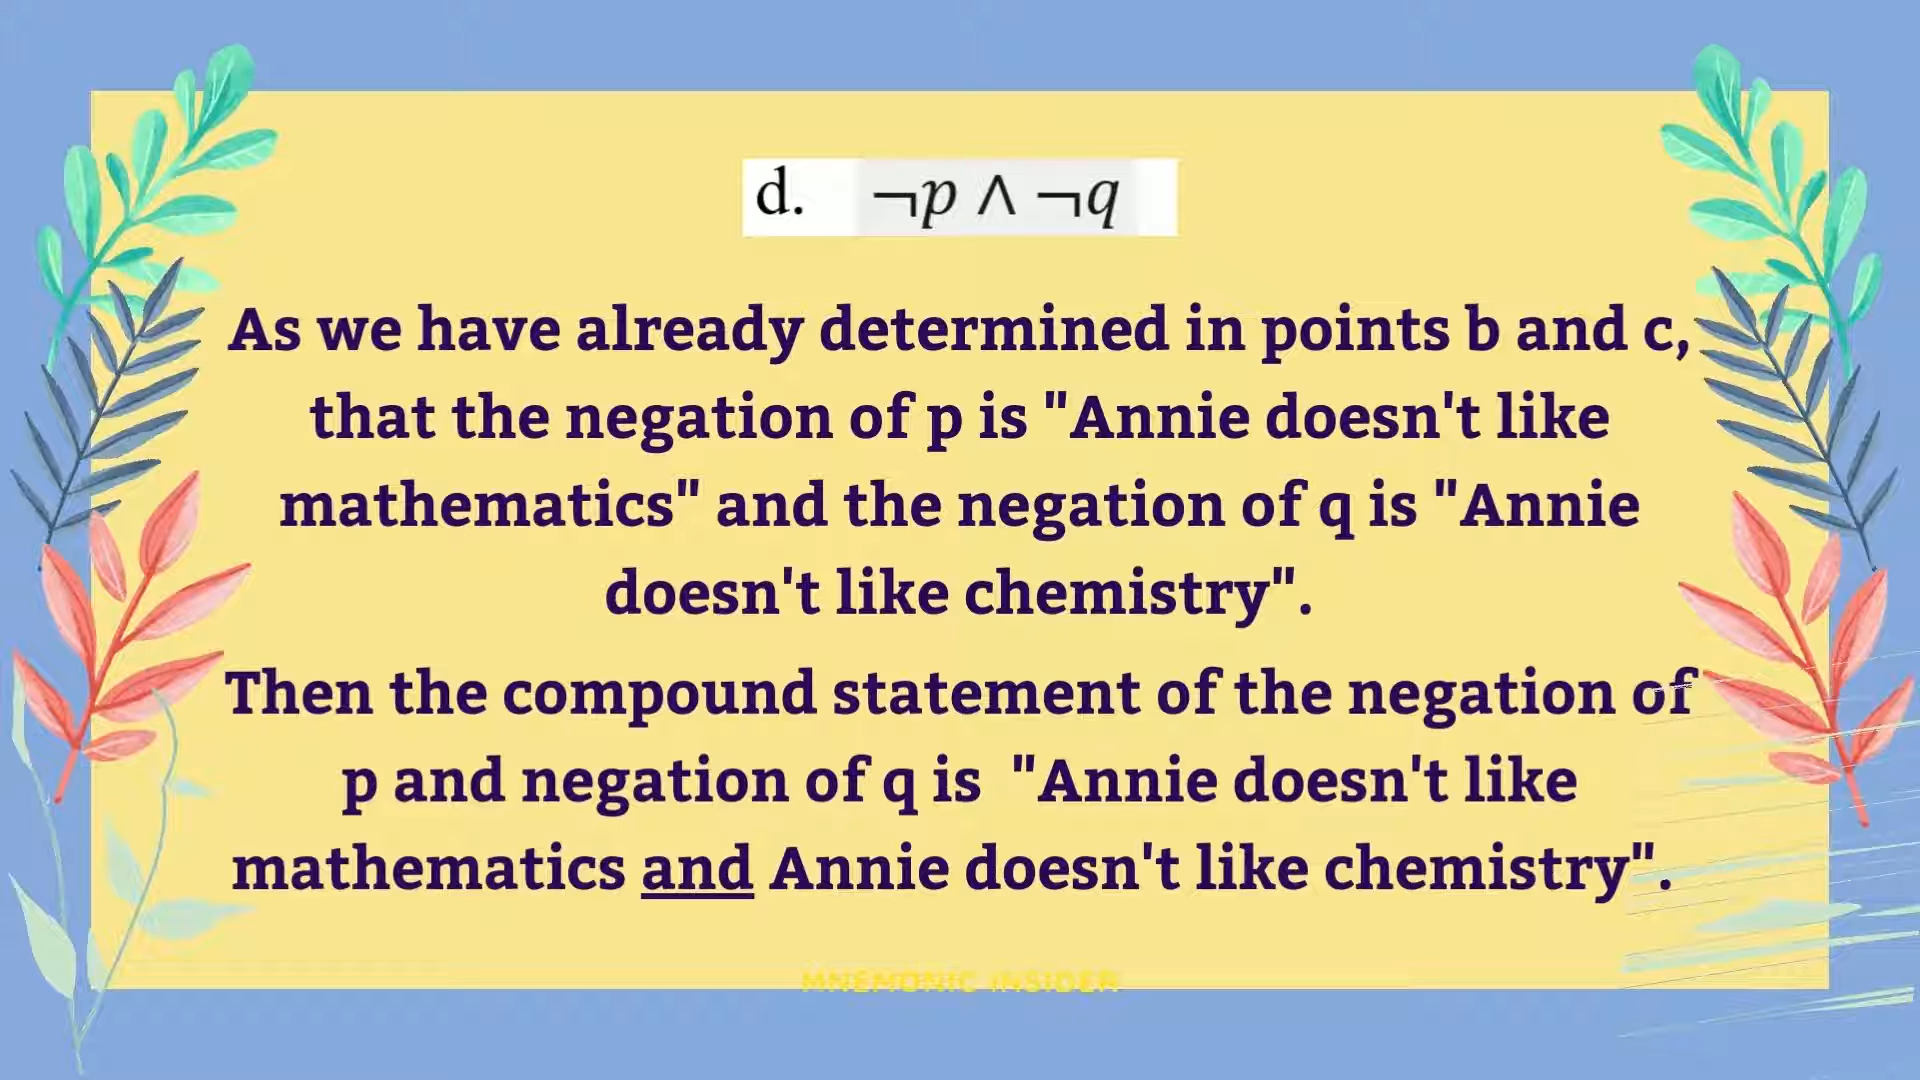 d. ¬p ∧ ¬q
As we have already determined in points b and c,
that the negation of p is "Annie doesn't like
mathematics" and the negation of q is "Annie
doesn't like chemistry".
Then the compound statement of the negation of
p and negation of q is "Annie doesn't like
mathematics and Annie doesn't like chemistry".
MNEMONIC INSIDER